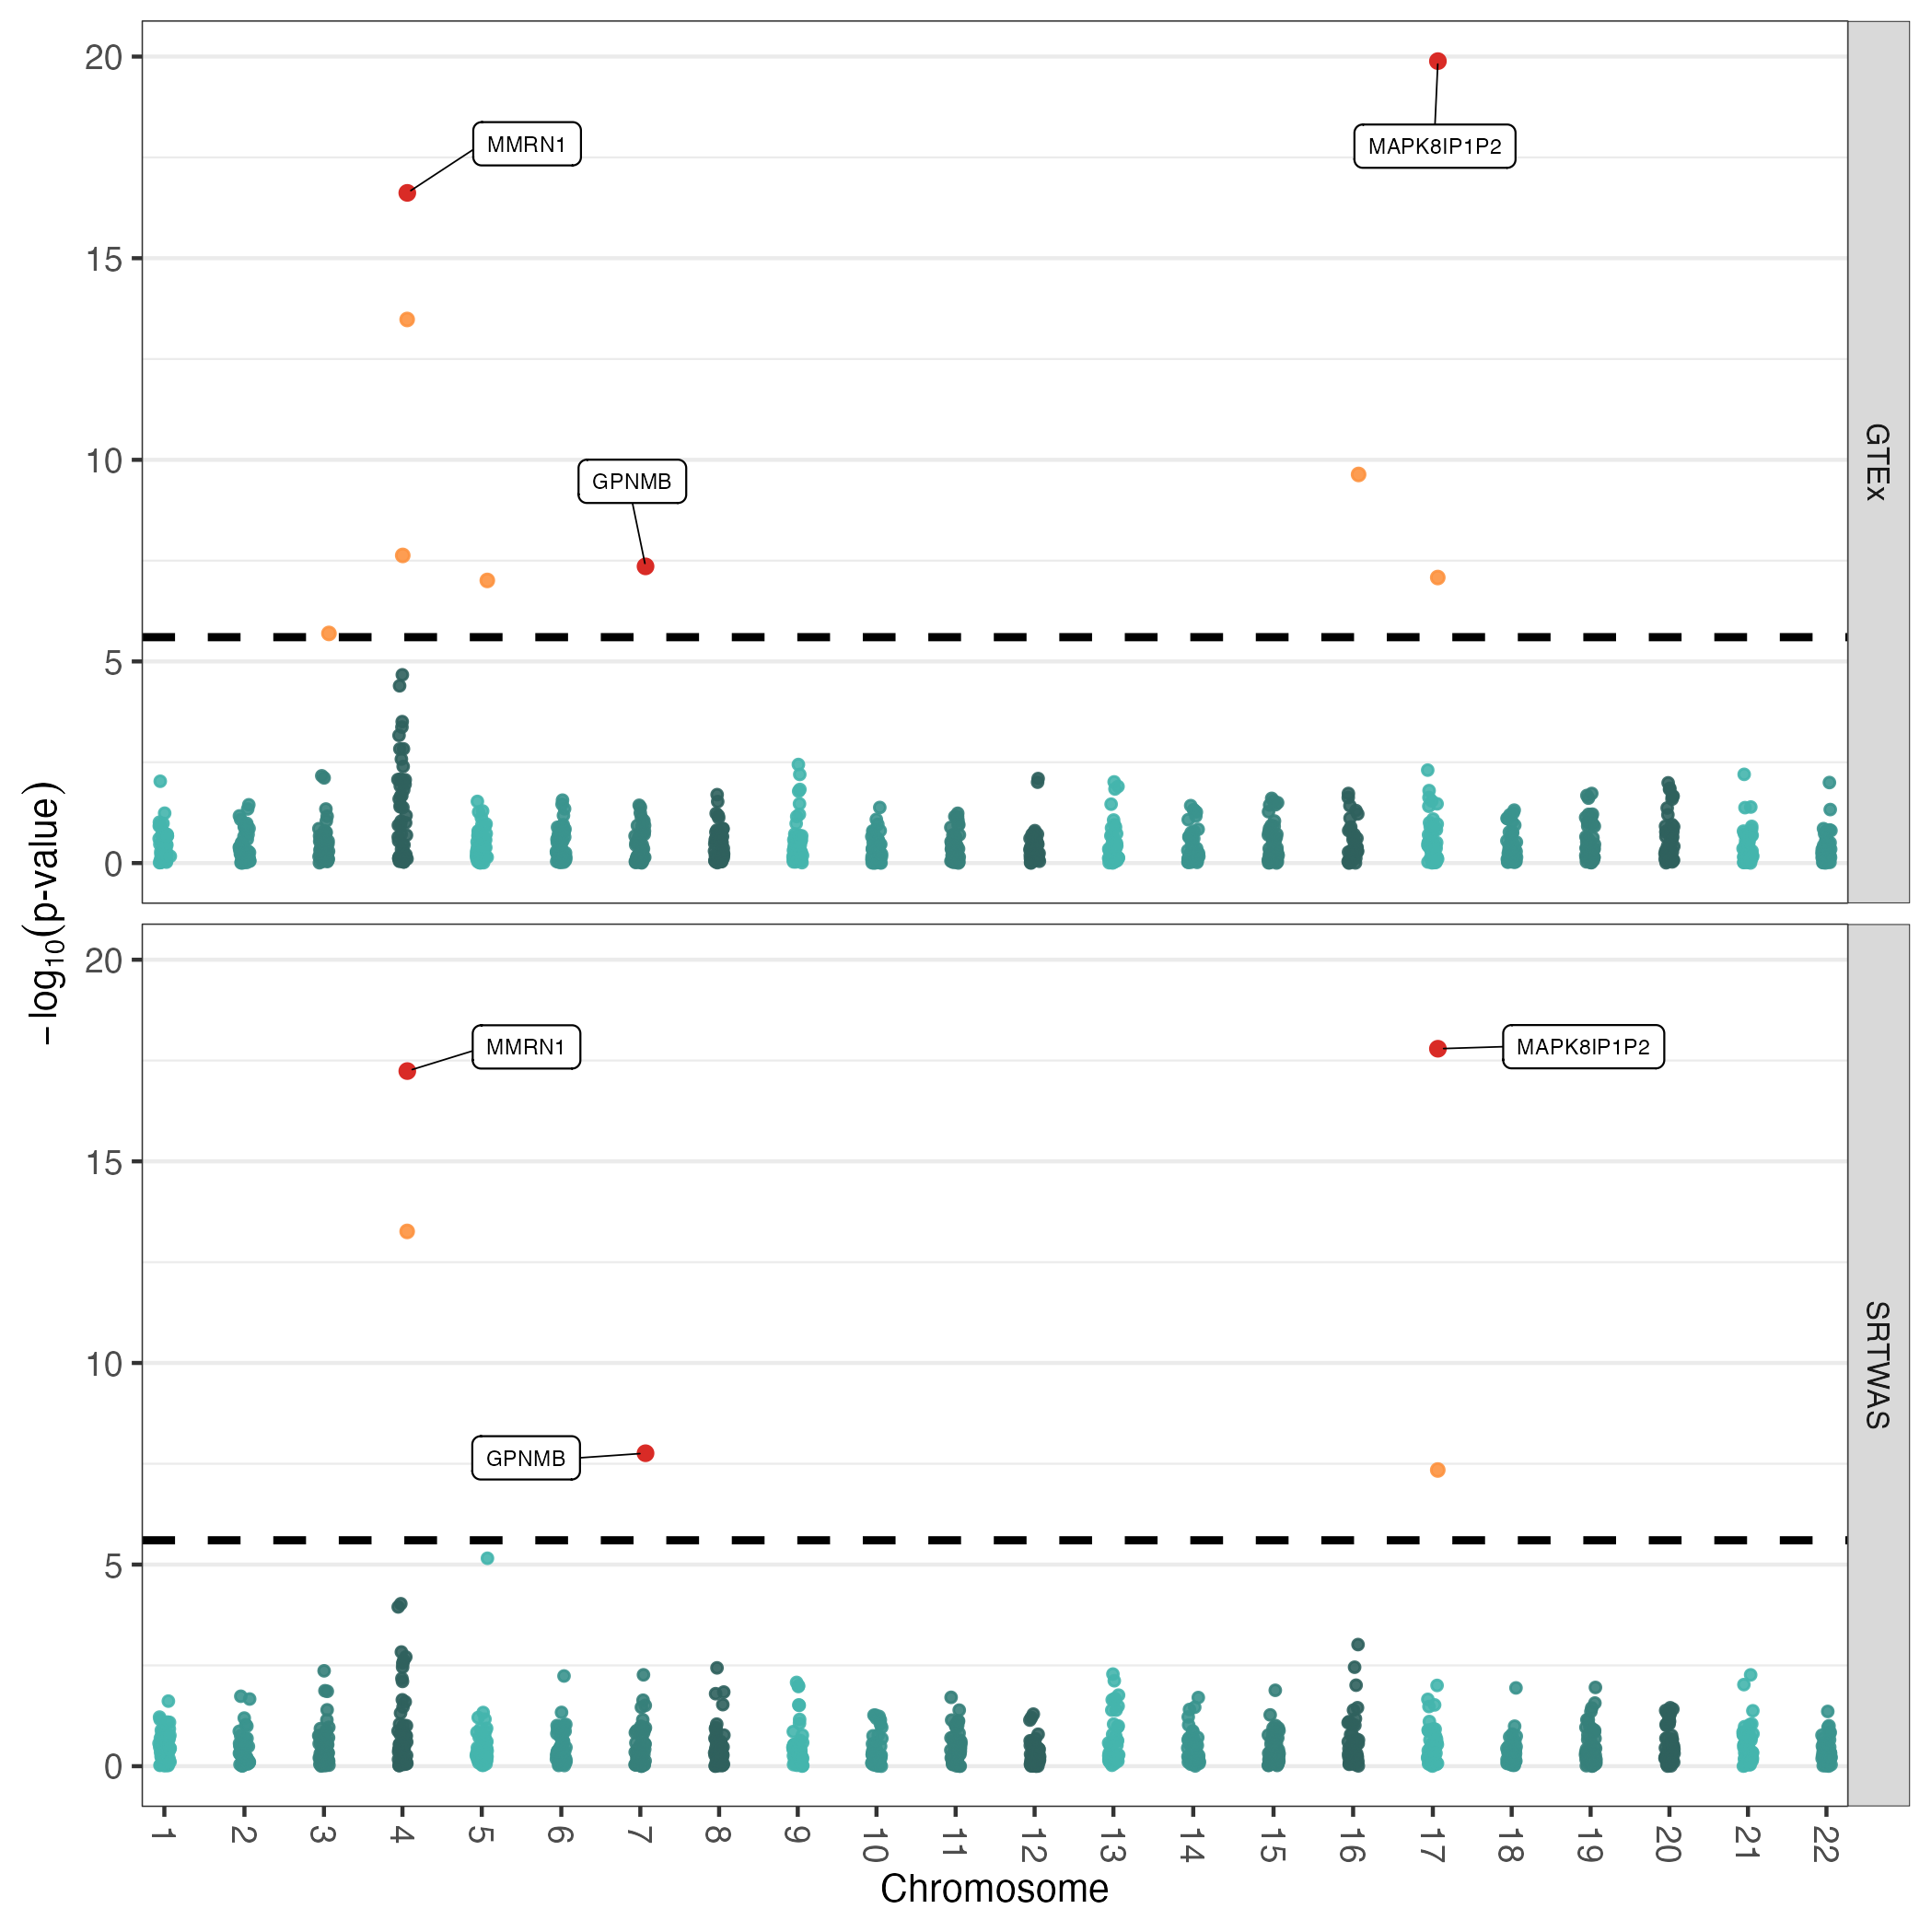 − log10(p-value)
20
15
10
5
0
MMRN1
MAPK8IP1P2
GPNMB
GTEx
20
15
10
5
0
MMRN1
MAPK8IP1P2
GPNMB
SRTWAS
1 2 3 4 5 6 7 8 9 10 11 12 13 14 15 16 17 18 19 20 21 22
Chromosome